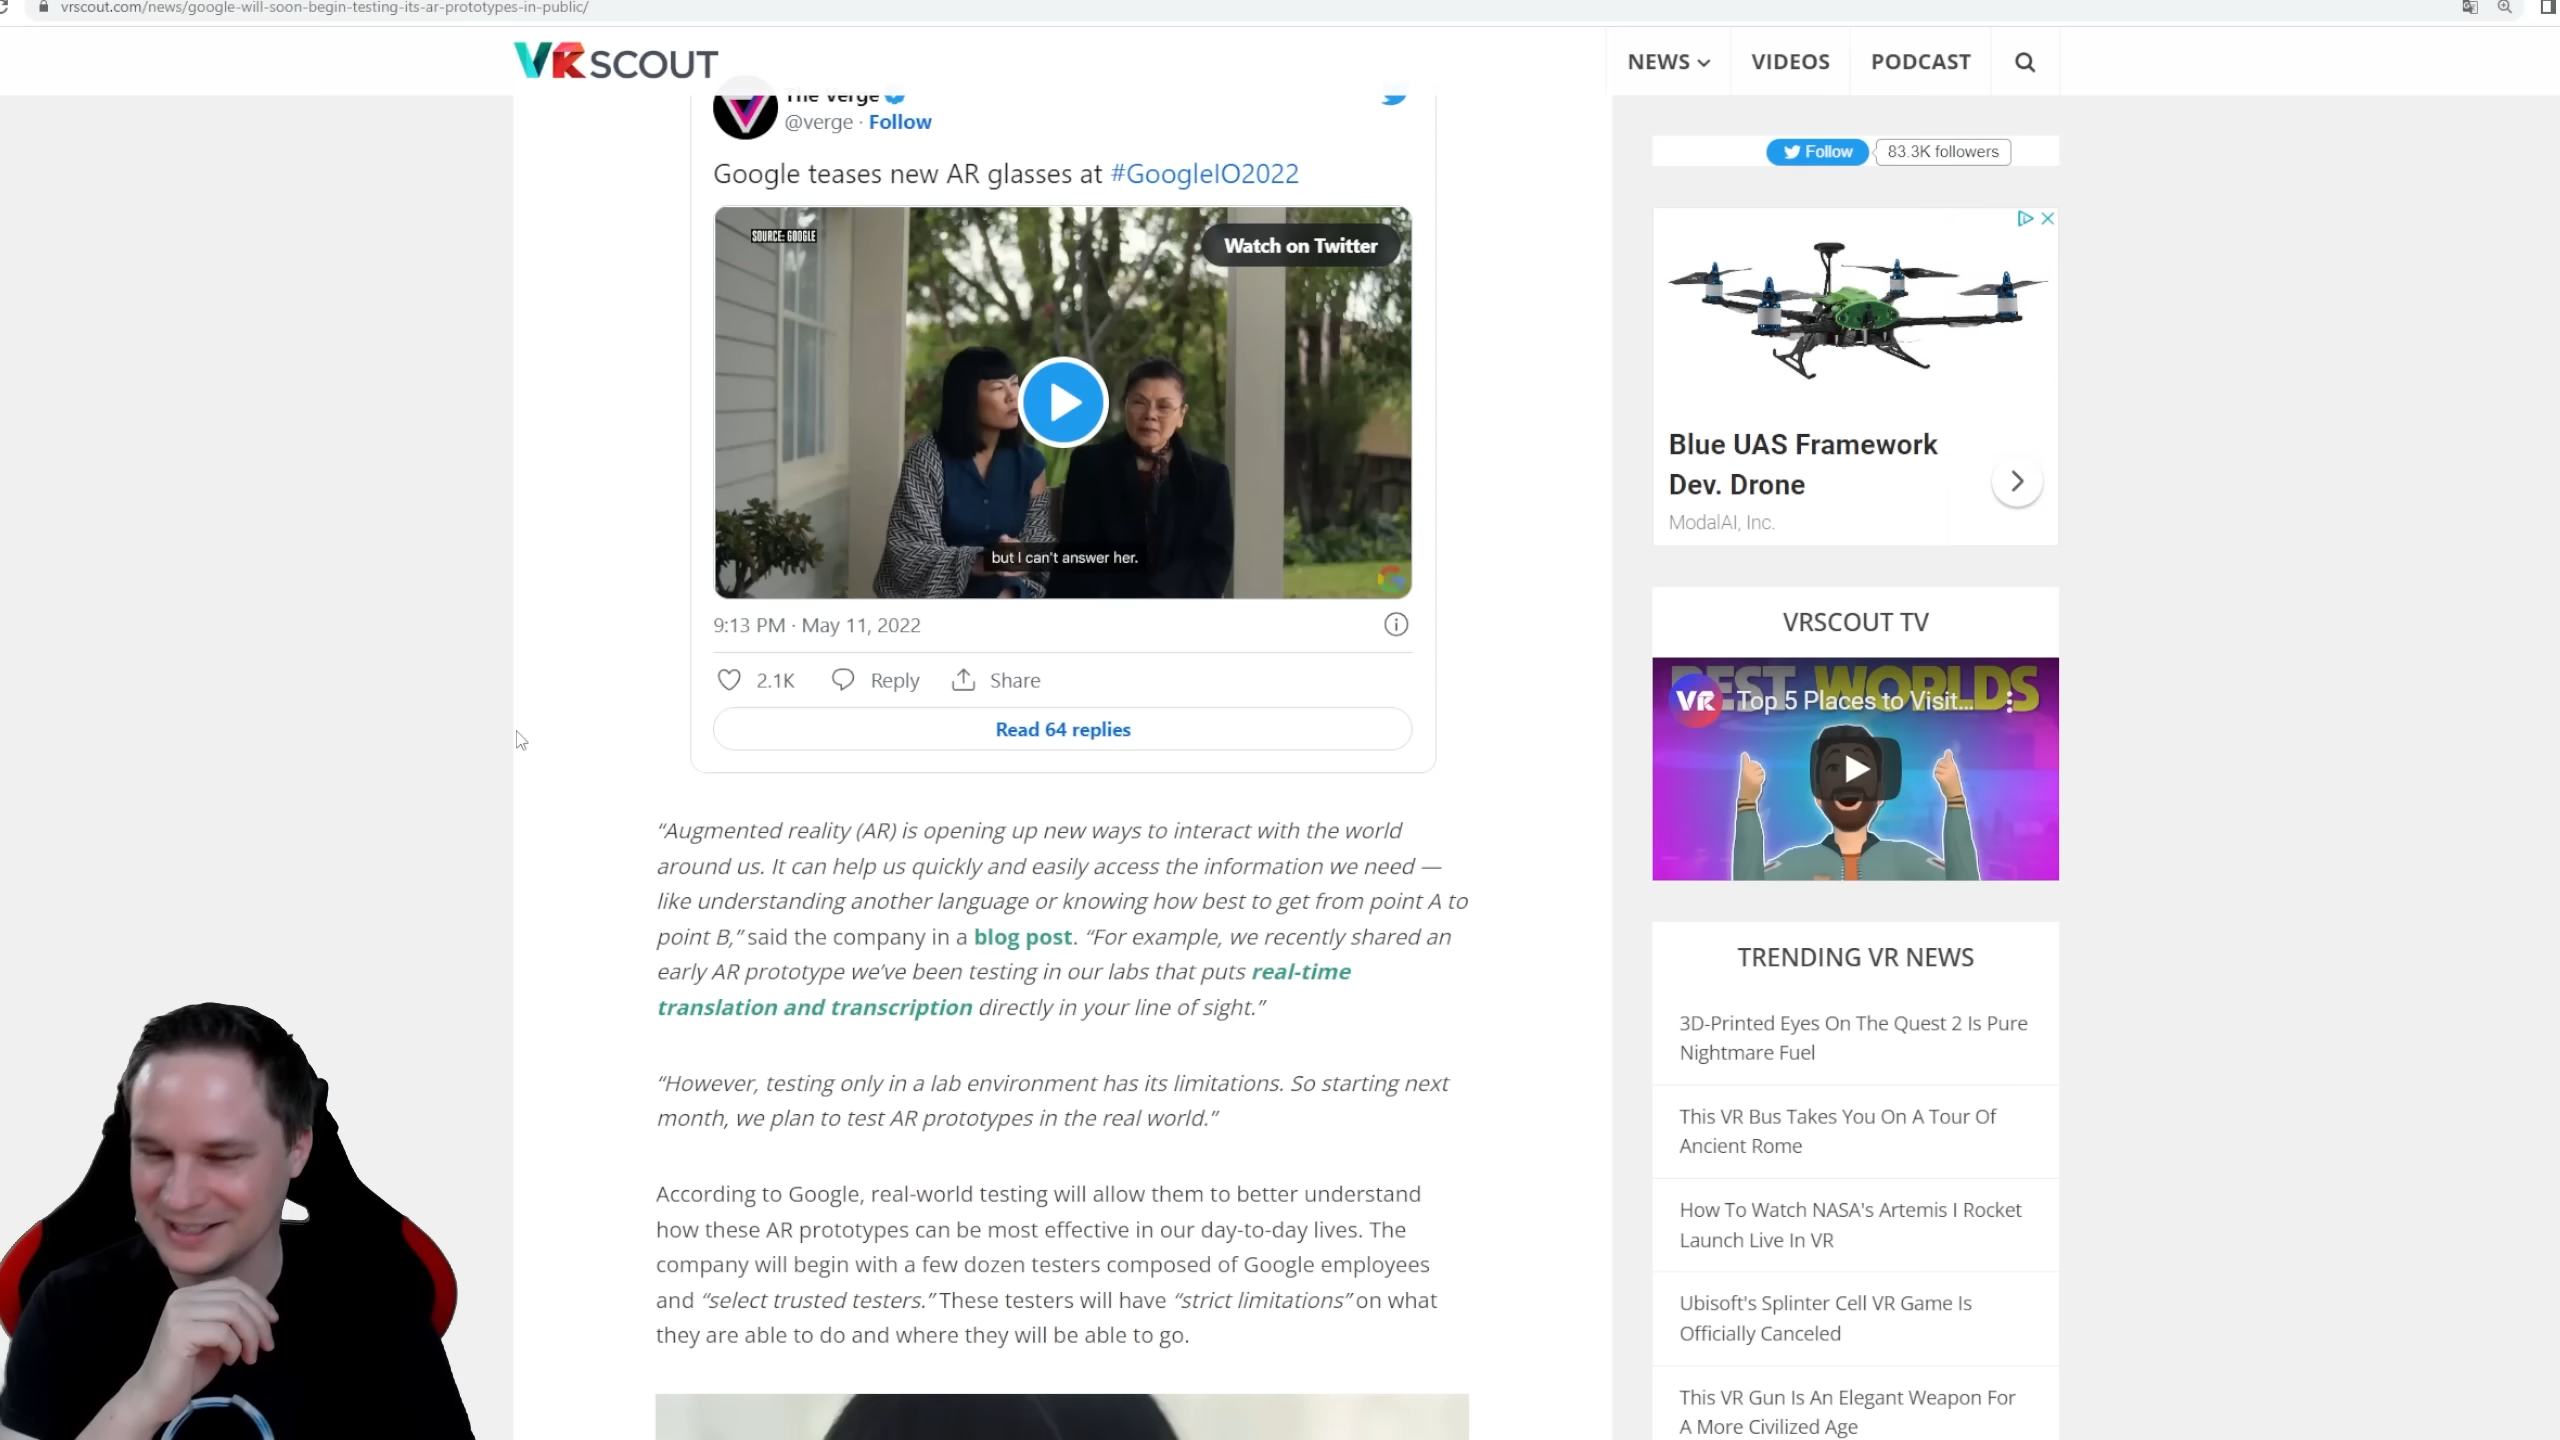 vrscout.com/news/google-will-soon-begin-testing-its-ar-prototypes-in-public/
VR SCOUT
NEWS
VIDEOS
PODCAST
The Verge
@verge · Follow
Google teases new AR glasses at #GoogleIO2022
SOURCE: GOOGLE
Watch on Twitter
but I can't answer her.
9:13 PM · May 11, 2022
2.1K
Reply
Share
Read 64 replies
“Augmented reality (AR) is opening up new ways to interact with the world
around us. It can help us quickly and easily access the information we need —
like understanding another language or knowing how best to get from point A to
point B,” said the company in a blog post. “For example, we recently shared an
early AR prototype we’ve been testing in our labs that puts real-time
translation and transcription directly in your line of sight.”
“However, testing only in a lab environment has its limitations. So starting next
month, we plan to test AR prototypes in the real world.”
According to Google, real-world testing will allow them to better understand
how these AR prototypes can be most effective in our day-to-day lives. The
company will begin with a few dozen testers composed of Google employees
and “select trusted testers.” These testers will have “strict limitations” on what
they are able to do and where they will be able to go.
Follow
83.3K followers
Blue UAS Framework
Dev. Drone
ModalAI, Inc.
VRSCOUT TV
BEST WORLDS
VR
Top 5 Places to Visit...
TRENDING VR NEWS
3D-Printed Eyes On The Quest 2 Is Pure
Nightmare Fuel
This VR Bus Takes You On A Tour Of
Ancient Rome
How To Watch NASA's Artemis I Rocket
Launch Live In VR
Ubisoft's Splinter Cell VR Game Is
Officially Canceled
This VR Gun Is An Elegant Weapon For
A More Civilized Age